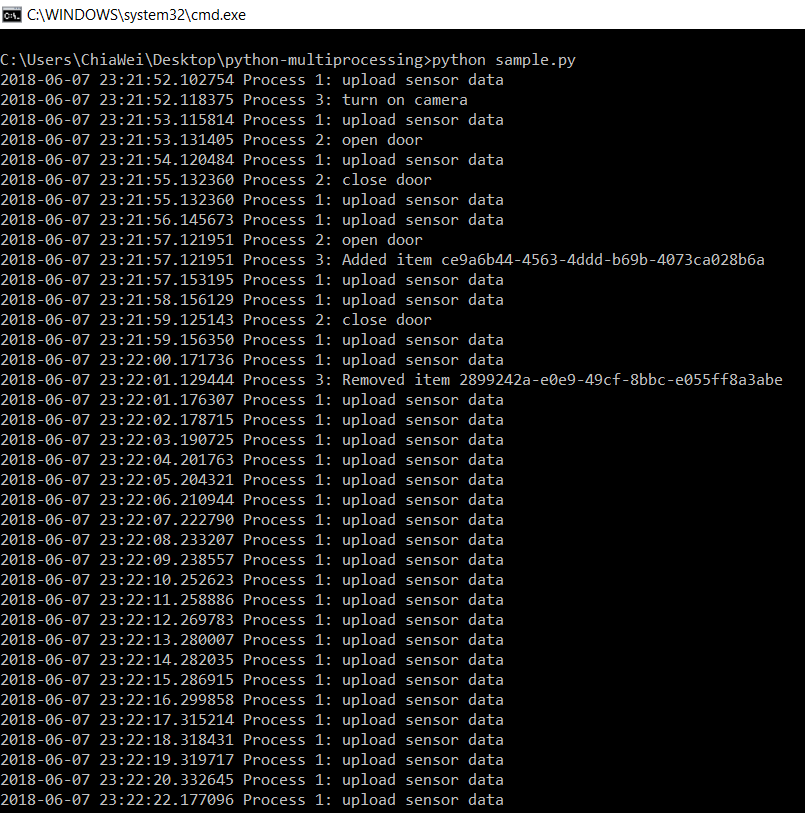 C:\WINDOWS\system32\cmd.exe
C:\Users\ChiaWei\Desktop\python-multiprocessing>python sample.py
2018-06-07 23:21:52.102754 Process 1: upload sensor data
2018-06-07 23:21:52.118375 Process 3: turn on camera
2018-06-07 23:21:53.115814 Process 1: upload sensor data
2018-06-07 23:21:53.131405 Process 2: open door
2018-06-07 23:21:54.120484 Process 1: upload sensor data
2018-06-07 23:21:55.132360 Process 2: close door
2018-06-07 23:21:55.132360 Process 1: upload sensor data
2018-06-07 23:21:56.145673 Process 1: upload sensor data
2018-06-07 23:21:57.121951 Process 2: open door
2018-06-07 23:21:57.121951 Process 3: Added item ce9a6b44-4563-4ddd-b69b-4073ca028b6a
2018-06-07 23:21:57.153195 Process 1: upload sensor data
2018-06-07 23:21:58.156129 Process 1: upload sensor data
2018-06-07 23:21:59.125143 Process 2: close door
2018-06-07 23:21:59.156350 Process 1: upload sensor data
2018-06-07 23:22:00.171736 Process 1: upload sensor data
2018-06-07 23:22:01.129444 Process 3: Removed item 2899242a-e0e9-49cf-8bbc-e055ff8a3abe
2018-06-07 23:22:01.176307 Process 1: upload sensor data
2018-06-07 23:22:02.178715 Process 1: upload sensor data
2018-06-07 23:22:03.190725 Process 1: upload sensor data
2018-06-07 23:22:04.201763 Process 1: upload sensor data
2018-06-07 23:22:05.204321 Process 1: upload sensor data
2018-06-07 23:22:06.210944 Process 1: upload sensor data
2018-06-07 23:22:07.222790 Process 1: upload sensor data
2018-06-07 23:22:08.233207 Process 1: upload sensor data
2018-06-07 23:22:09.238557 Process 1: upload sensor data
2018-06-07 23:22:10.252623 Process 1: upload sensor data
2018-06-07 23:22:11.258886 Process 1: upload sensor data
2018-06-07 23:22:12.269783 Process 1: upload sensor data
2018-06-07 23:22:13.280007 Process 1: upload sensor data
2018-06-07 23:22:14.282035 Process 1: upload sensor data
2018-06-07 23:22:15.286915 Process 1: upload sensor data
2018-06-07 23:22:16.299858 Process 1: upload sensor data
2018-06-07 23:22:17.315214 Process 1: upload sensor data
2018-06-07 23:22:18.318431 Process 1: upload sensor data
2018-06-07 23:22:19.319717 Process 1: upload sensor data
2018-06-07 23:22:20.332645 Process 1: upload sensor data
2018-06-07 23:22:22.177096 Process 1: upload sensor data